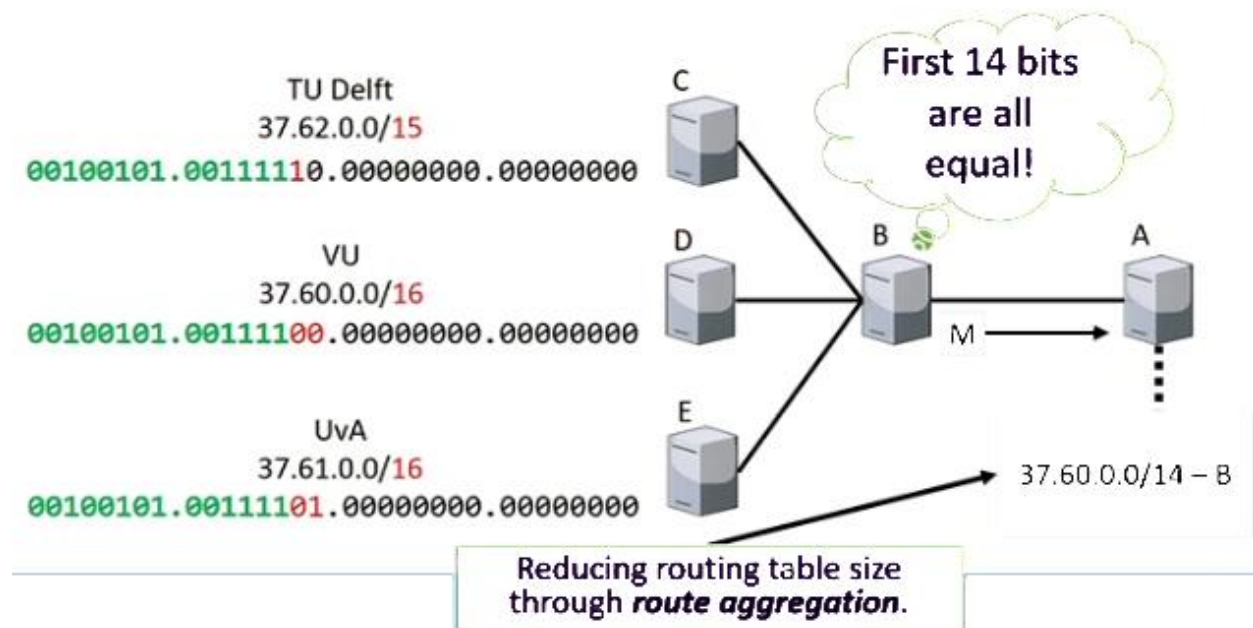 First 14 bits
are all
equal!
TU Delft
37.62.0.0/15
00100101.00111110.00000000.00000000
C
VU
37.60.0.0/16
00100101.00111100.00000000.00000000
D
B
A
M
UvA
37.61.0.0/16
00100101.00111101.00000000.00000000
E
37.60.0.0/14 – B
Reducing routing table size
through route aggregation.